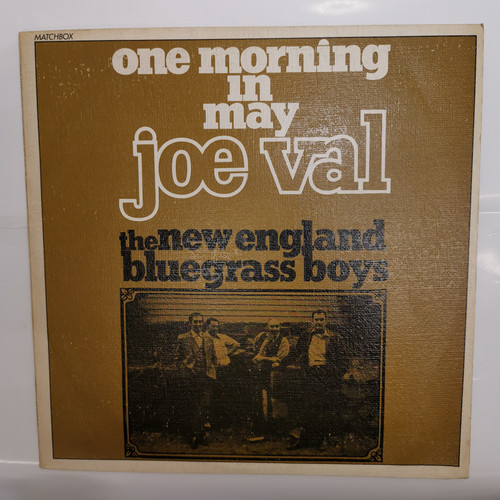 MATCHBOX
one morning
in
may
joe val
the new england
bluegrass boys